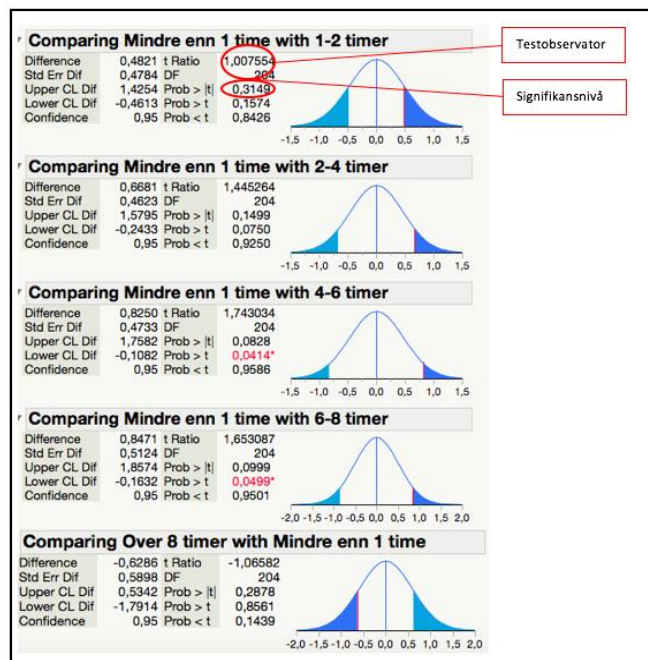 Comparing Mindre enn 1 time with 1-2 timer
Difference 0,4821 t Ratio 1,007554
Std Err Dif 0,4784 DF 204
Upper CL Dif 1,4254 Prob > |t| 0,3149
Lower CL Dif -0,4613 Prob > t 0,1574
Confidence 0,95 Prob < t 0,8426
-1,5 -1,0 -0,5 0,0 0,5 1,0 1,5
Testobservator
Signifikansnivå
Comparing Mindre enn 1 time with 2-4 timer
Difference 0,6681 t Ratio 1,445264
Std Err Dif 0,4623 DF 204
Upper CL Dif 1,5795 Prob > |t| 0,1499
Lower CL Dif -0,2433 Prob > t 0,0750
Confidence 0,95 Prob < t 0,9250
-1,5 -1,0 -0,5 0,0 0,5 1,0 1,5
Comparing Mindre enn 1 time with 4-6 timer
Difference 0,8250 t Ratio 1,743034
Std Err Dif 0,4733 DF 204
Upper CL Dif 1,7582 Prob > |t| 0,0828
Lower CL Dif -0,1082 Prob > t 0,0414*
Confidence 0,95 Prob < t 0,9586
-1,5 -1,0 -0,5 0,0 0,5 1,0 1,5
Comparing Mindre enn 1 time with 6-8 timer
Difference 0,8471 t Ratio 1,653087
Std Err Dif 0,5124 DF 204
Upper CL Dif 1,8574 Prob > |t| 0,0999
Lower CL Dif -0,1632 Prob > t 0,0499*
Confidence 0,95 Prob < t 0,9501
-2,0 -1,5 -1,0 -0,5 0,0 0,5 1,0 1,5 2,0
Comparing Over 8 timer with Mindre enn 1 time
Difference -0,6286 t Ratio -1,06582
Std Err Dif 0,5898 DF 204
Upper CL Dif 0,5342 Prob > |t| 0,2878
Lower CL Dif -1,7914 Prob > t 0,8561
Confidence 0,95 Prob < t 0,1439
-2,0 -1,5 -1,0 -0,5 0,0 0,5 1,0 1,5 2,0